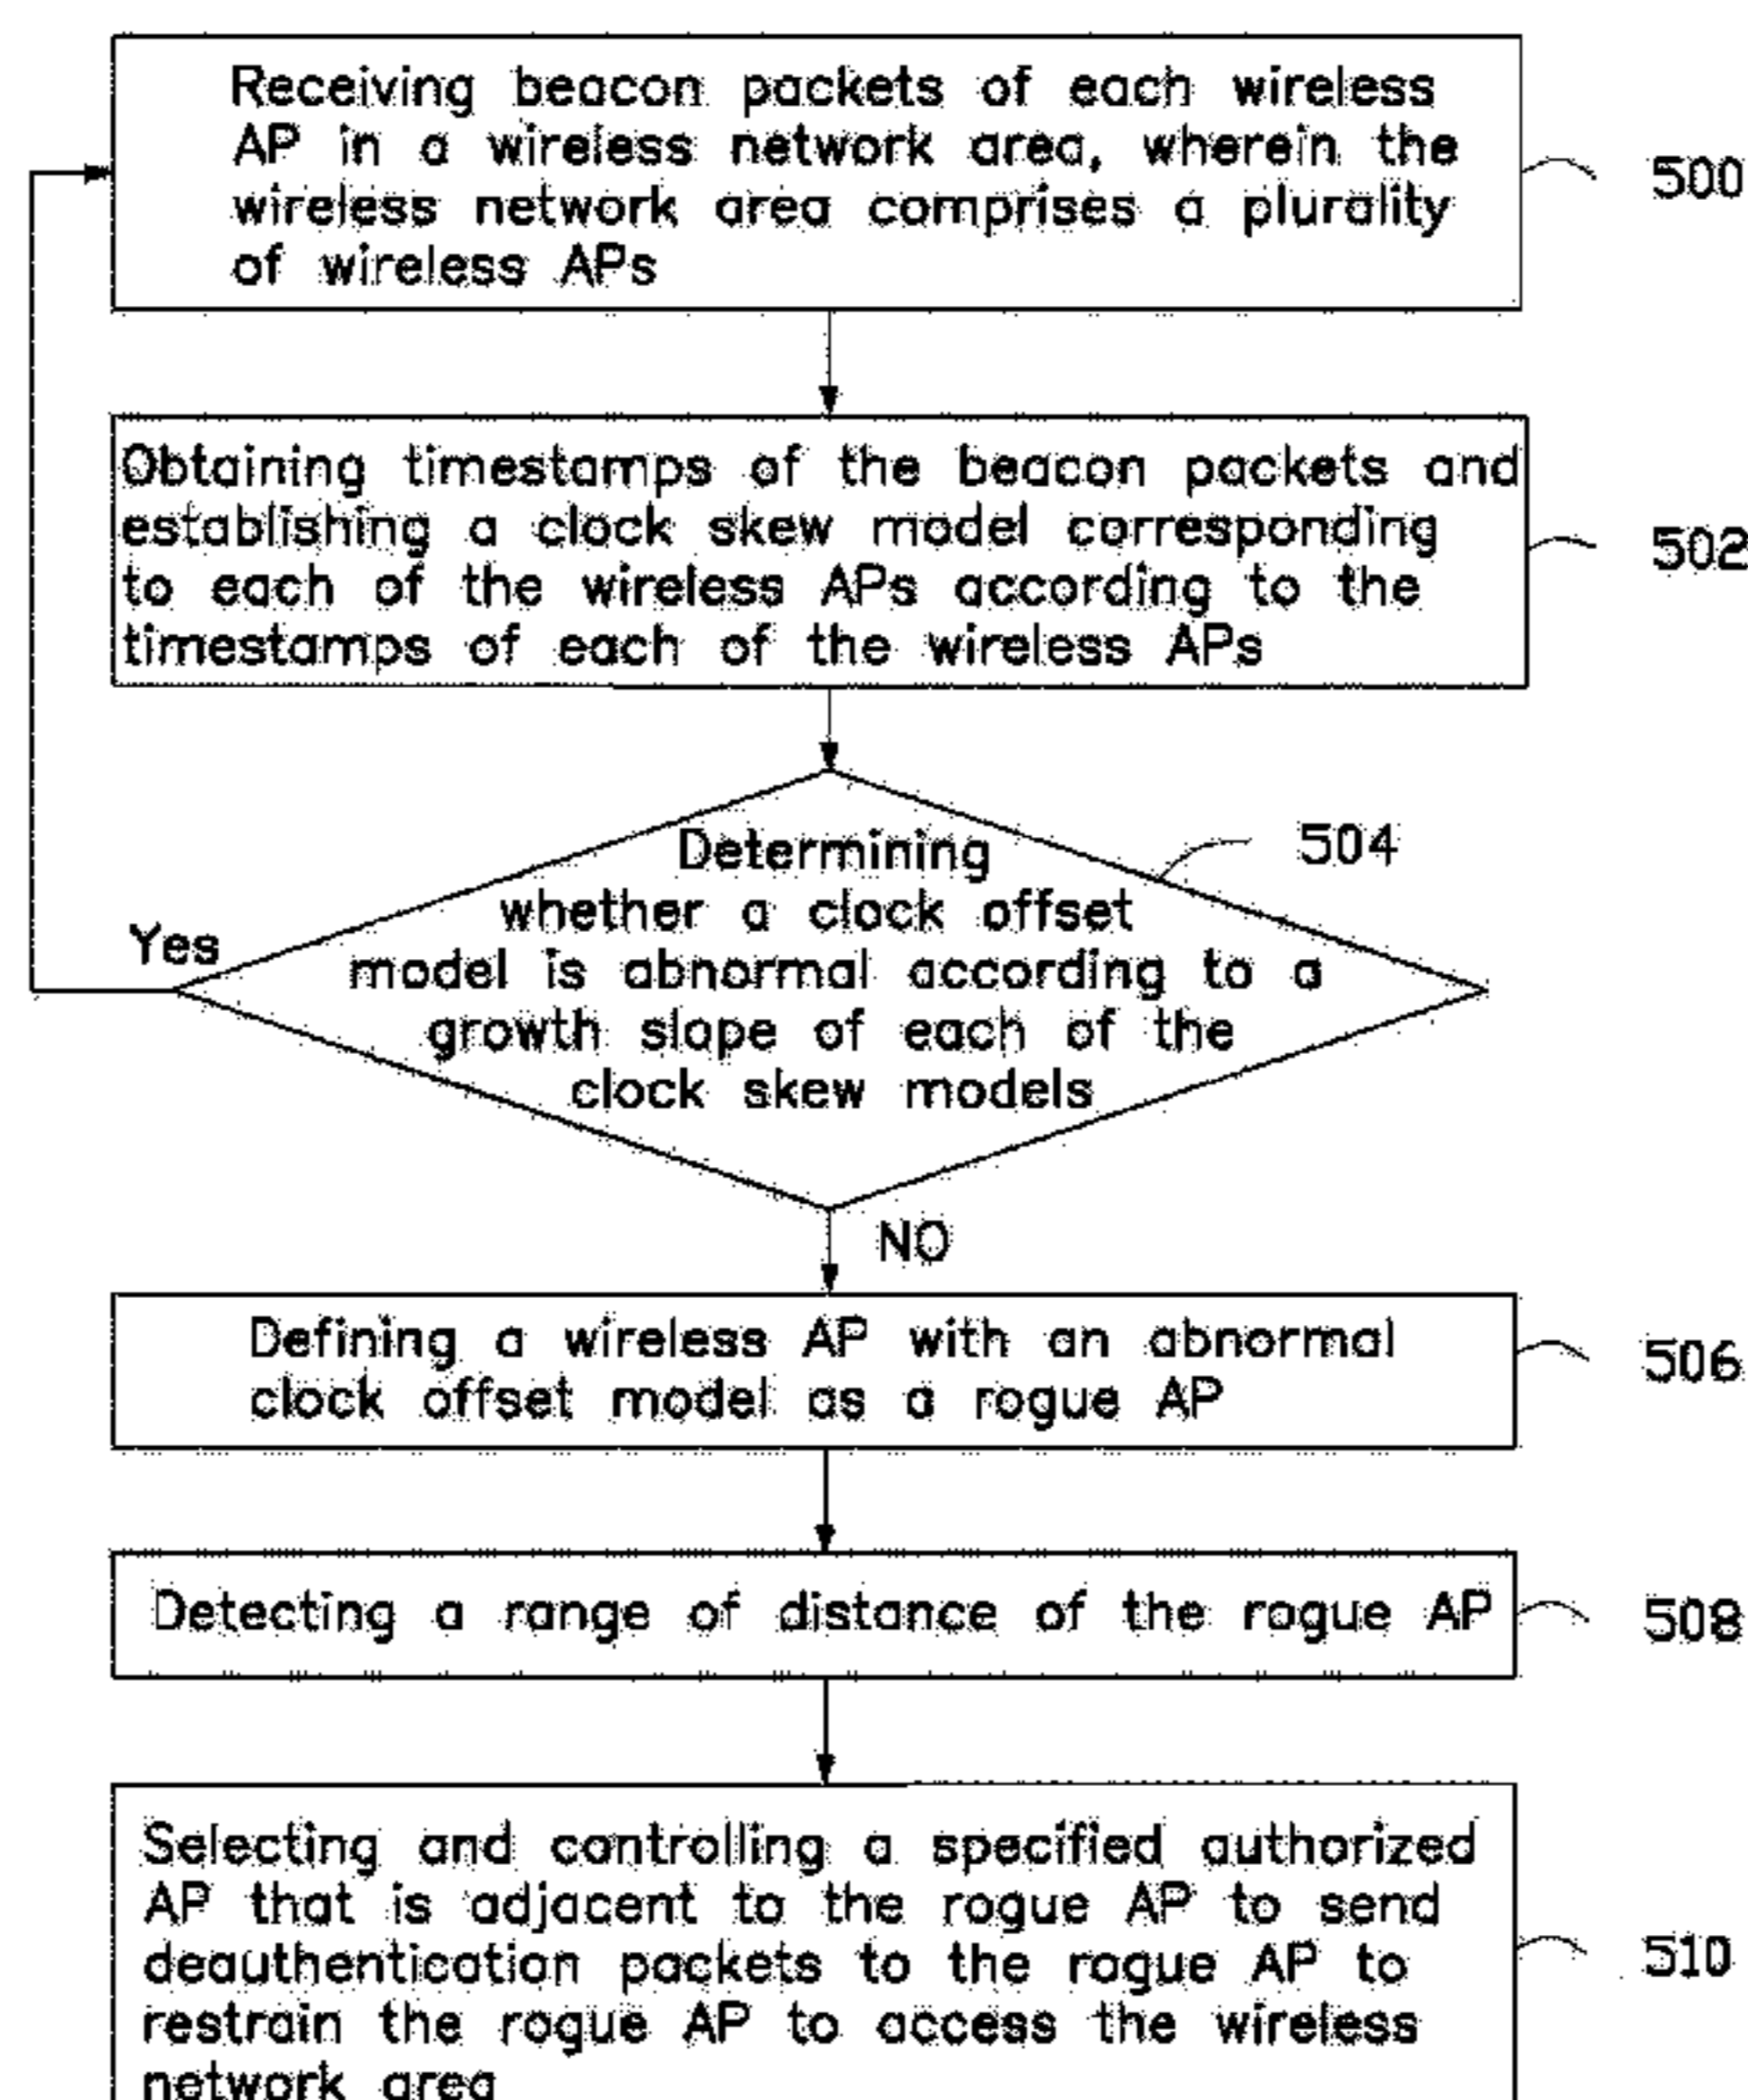 Receiving beacon packets of each wireless
AP in a wireless network area, wherein the
wireless network area comprises a plurality
of wireless APs
500
Obtaining timestamps of the beacon packets and
establishing a clock skew model corresponding
to each of the wireless APs according to the
timestamps of each of the wireless APs
502
Determining
504
whether a clock offset
Yes
model is abnormal according to a
growth slope of each of the
clock skew models
NO
Defining a wireless AP with an abnormal
clock offset model as a rogue AP
506
Detecting a range of distance of the rogue AP
508
Selecting and controlling a specified authorized
AP that is adjacent to the rogue AP to send
deauthentication packets to the rogue AP to
restrain the rogue AP to access the wireless
network area
510